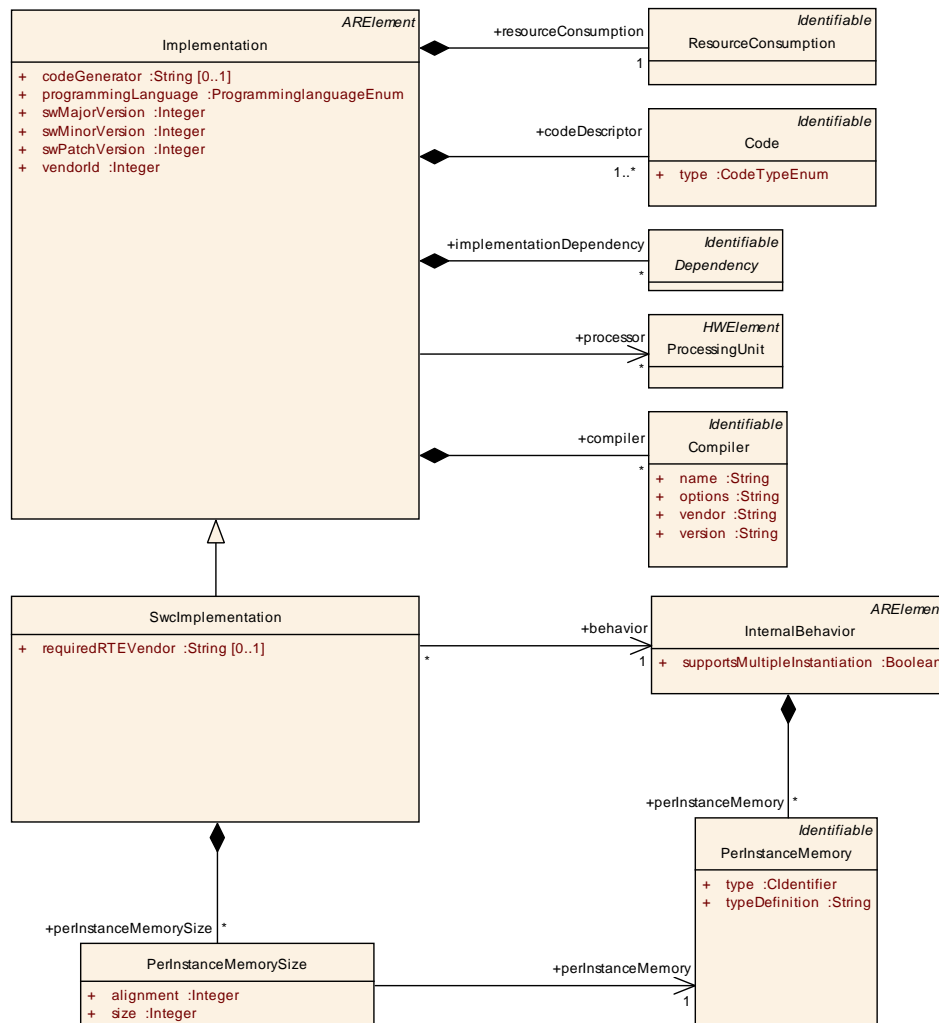 ARElement
Implementation
+ codeGenerator :String [0..1]
+ programmingLanguage :ProgramminglanguageEnum
+ swMajorVersion :Integer
+ swMinorVersion :Integer
+ swPatchVersion :Integer
+ vendorId :Integer
+resourceConsumption
1
Identifiable
ResourceConsumption
+codeDescriptor
1..*
Identifiable
Code
+ type :CodeTypeEnum
+implementationDependency
*
Identifiable
Dependency
+processor
*
HWElement
ProcessingUnit
+compiler
*
Identifiable
Compiler
+ name :String
+ options :String
+ vendor :String
+ version :String
SwcImplementation
+ requiredRTEVendor :String [0..1]
*
+behavior
1
ARElemen
InternalBehavior
+ supportsMultipleInstantiation :Boolean
+perInstanceMemory *
Identifiable
PerInstanceMemory
+ type :CIdentifier
+ typeDefinition :String
+perInstanceMemorySize *
PerInstanceMemorySize
+ alignment :Integer
+ size :Integer
+perInstanceMemory
1